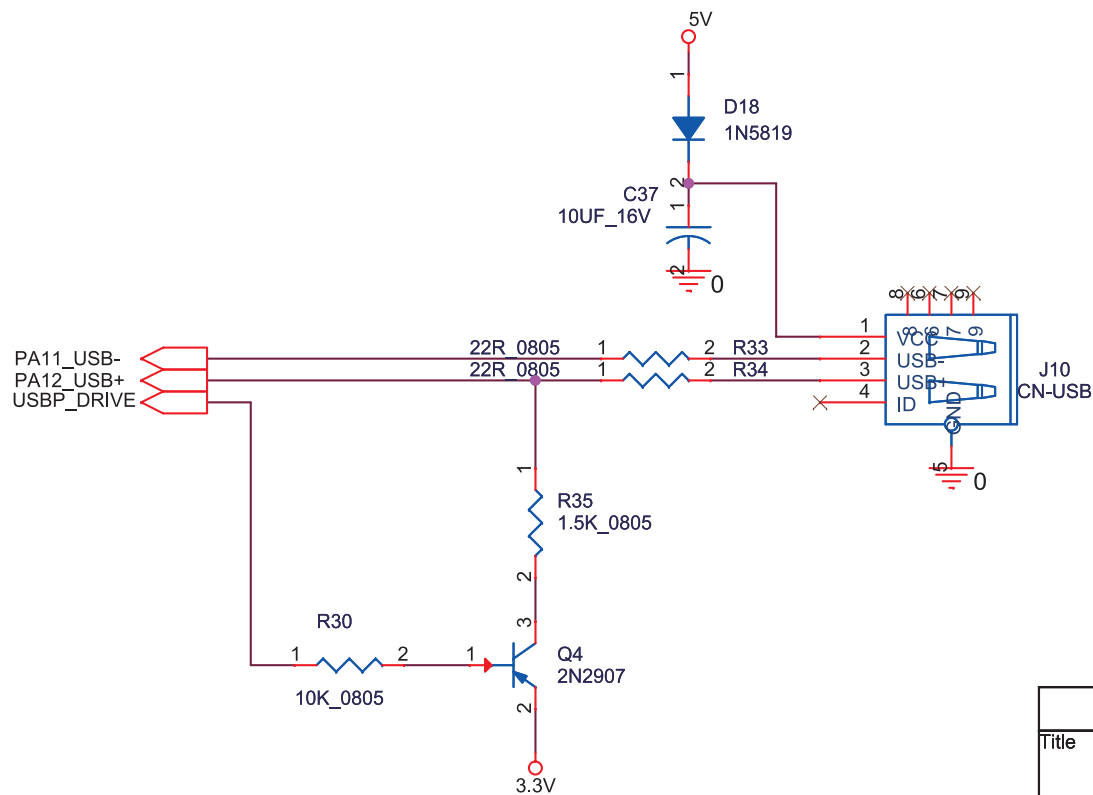 5V
1
D18
1N5819
2
C37
1
10UF_16V
2
0
8 6 7 9
8 6 7 9
1
VCC
PA11_USB-
22R_0805
1
2
R33
2
USB-
PA12_USB+
22R_0805
1
2
R34
3
USB+
J10
USBP_DRIVE
4
ID
CN-USB
GND
5
0
1
R35
1.5K_0805
2
R30
3
1
2
1
Q4
2N2907
10K_0805
2
3.3V
Title